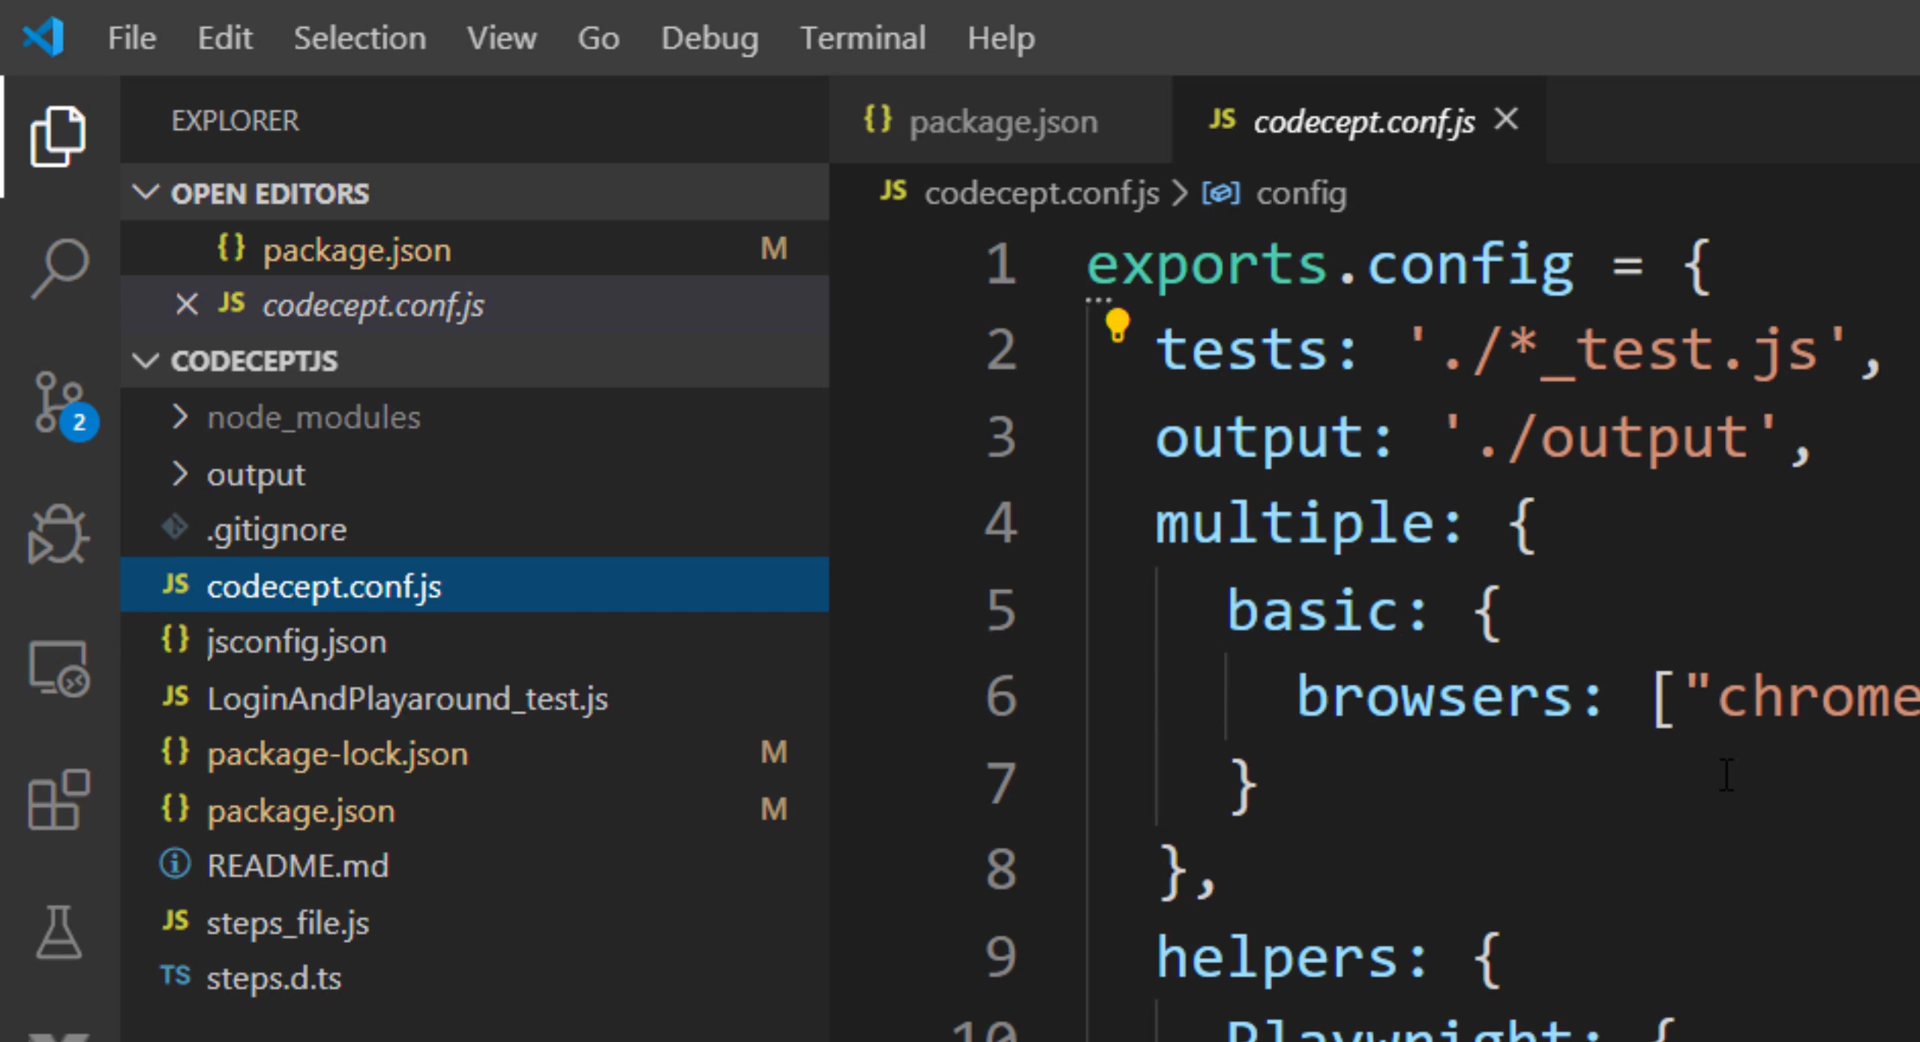 File Edit Selection View Go Debug Terminal Help
EXPLORER
OPEN EDITORS
{} package.json M
JS codecept.conf.js
CODECEPTJS
node_modules
output
.gitignore
JS codecept.conf.js
{} jsconfig.json
JS LoginAndPlayaround_test.js
{} package-lock.json M
{} package.json M
README.md
JS steps_file.js
TS steps.d.ts
2
{} package.json JS codecept.conf.js
JS codecept.conf.js > config
1 exports.config = {
2 tests: './*_test.js',
3 output: './output',
4 multiple: {
5 basic: {
6 browsers: ["chrome
7 }
8 },
9 helpers: {
10 Playwright: {